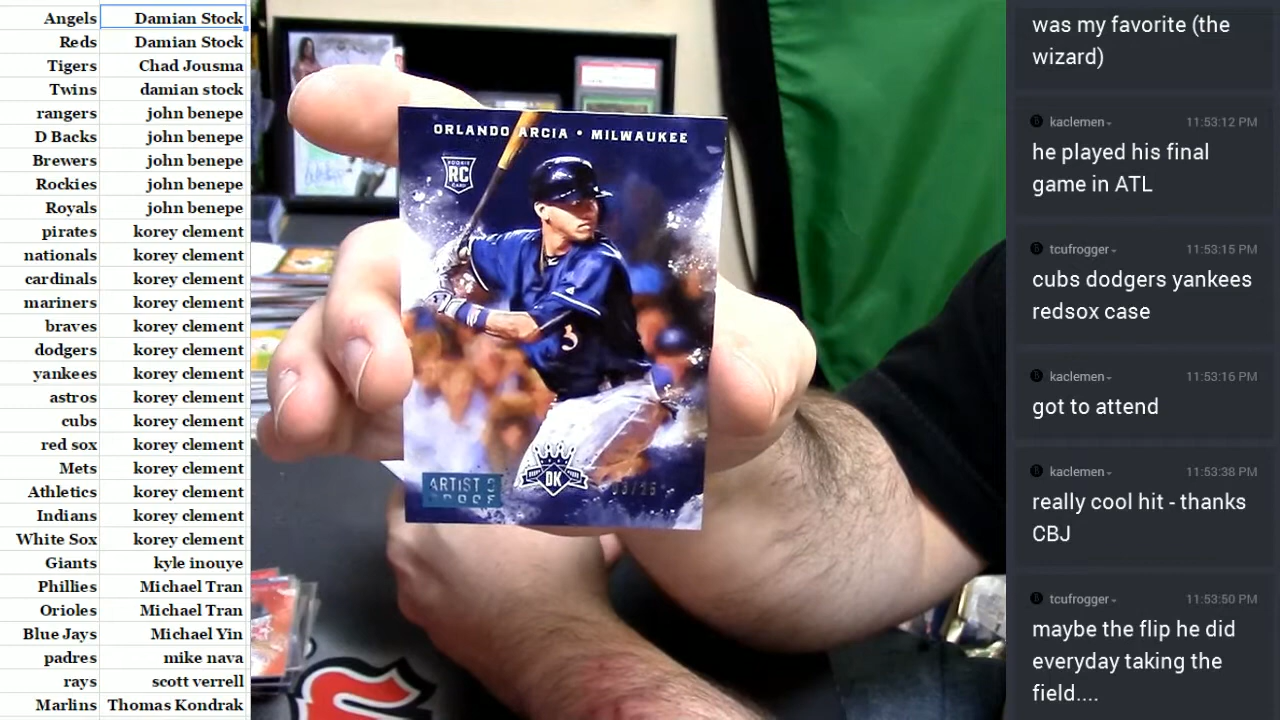 Angels Damian Stock
Reds Damian Stock
Tigers Chad Jousma
Twins damian stock
rangers john benepe
D Backs john benepe
Brewers john benepe
Rockies john benepe
Royals john benepe
pirates korey clement
nationals korey clement
cardinals korey clement
mariners korey clement
braves korey clement
dodgers korey clement
yankees korey clement
astros korey clement
cubs korey clement
red sox korey clement
Mets korey clement
Athletics korey clement
Indians korey clement
White Sox korey clement
Giants kyle inouye
Phillies Michael Tran
Orioles Michael Tran
Blue Jays Michael Yin
padres mike nava
rays scott verrell
Marlins Thomas Kondrak
ORLANDO ARCIA • MILWAUKEE
ROOKIE
RC
CARD
3
ARTIST'S
PROOF
DK
was my favorite (the
wizard)
kaclemen 11:53:12 PM
he played his final
game in ATL
tcufrogger 11:53:15 PM
cubs dodgers yankees
redsox case
kaclemen 11:53:16 PM
got to attend
kaclemen 11:53:38 PM
really cool hit - thanks
CBJ
tcufrogger 11:53:50 PM
maybe the flip he did
everyday taking the
field....